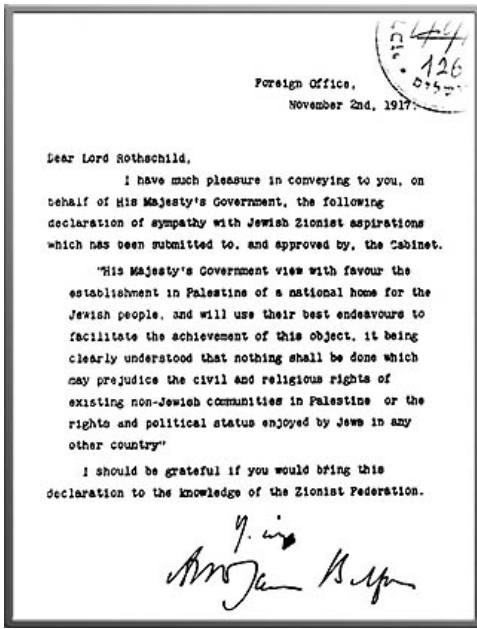 126
Foreign Office,
November 2nd, 1917.
Dear Lord Rothschild,
I have much pleasure in conveying to you, on
behalf of His Majesty's Government, the following
declaration of sympathy with Jewish Zionist aspirations
which has been submitted to, and approved by, the Cabinet.
"His Majesty's Government view with favour the
establishment in Palestine of a national home for the
Jewish people, and will use their best endeavours to
facilitate the achievement of this object, it being
clearly understood that nothing shall be done which
may prejudice the civil and religious rights of
existing non-Jewish communities in Palestine or the
rights and political status enjoyed by Jews in any
other country"
I should be grateful if you would bring this
declaration to the knowledge of the Zionist Federation.